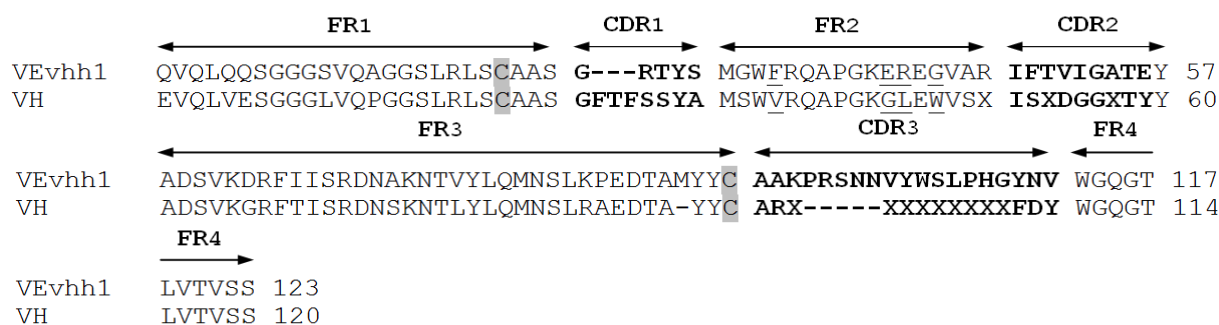 FR1 CDR1 FR2 CDR2
VEvhh1 QVQLQQSGGGSVQAGGSLRLSCAAS G---RTYS MGWFRQAPGKEREGVAR IFTVIGATEY 57
VH EVQLVESGGGLVQPGGSLRLSCAAS GFTFSSYA MSWVRQAPGKGLEWVSX ISXDGGXTYY 60
FR3 CDR3 FR4
VEvhh1 ADSVKDRFIISRDNAKNTVYLQMNSLKPEDTAMYYC AAKPRSNNVYWSLPHGYNV WGQGT 117
VH ADSVKGRFTISRDNSKNTLYLQMNSLRAEDTA-YYC ARX-----XXXXXXXXFDY WGQGT 114
FR4
VEvhh1 LVTVSS 123
VH LVTVSS 120